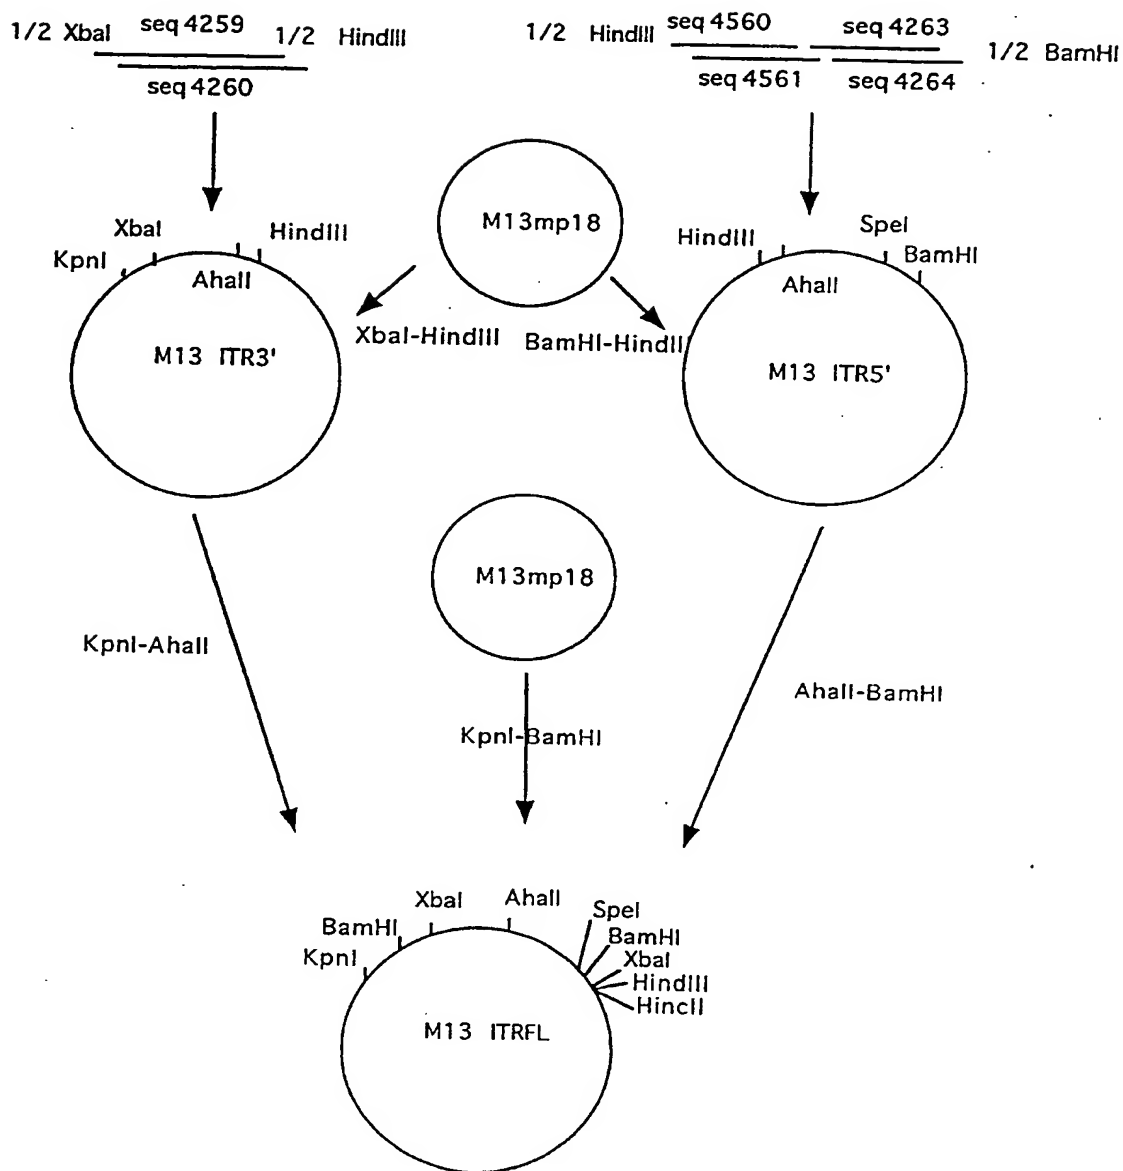 1/2 XbaI seq 4259 1/2 HindIII
seq 4260
1/2 HindIII seq 4560 seq 4263 1/2 BamHI
seq 4561 seq 4264
M13mp18
XbaI HindIII
KpnI
AhaII
M13 ITR3'
HindIII SpeI
BamHI
AhaII
M13 ITR5'
XbaI-HindIII BamHI-HindIII
M13mp18
KpnI-AhaII
KpnI-BamHI
AhaII-BamHI
XbaI AhaII
SpeI
BamHI BamHI
KpnI XbaI
HindIII
HincII
M13 ITRFL